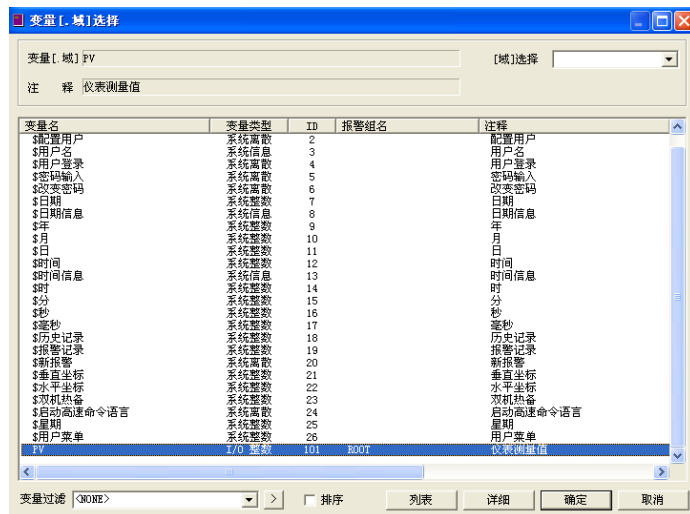 变量[.域]选择
变量[.域] PV [域]选择
注 释 仪表测量值
变量名 变量类型 ID 报警组名 注释
$配置用户 系统离散 2 配置用户
$用户名 系统信息 3 用户名
$用户登录 系统离散 4 用户登录
$密码输入 系统离散 5 密码输入
$改变密码 系统离散 6 改变密码
$日期 系统整数 7 日期
$日期信息 系统信息 8 日期信息
$年 系统整数 9 年
$月 系统整数 10 月
$日 系统整数 11 日
$时间 系统整数 12 时间
$时间信息 系统信息 13 时间信息
$时 系统整数 14 时
$分 系统整数 15 分
$秒 系统整数 16 秒
$毫秒 系统整数 17 毫秒
$历史记录 系统离散 18 历史记录
$报警记录 系统离散 19 报警记录
$新报警 系统离散 20 新报警
$垂直坐标 系统整数 21 垂直坐标
$水平坐标 系统整数 22 水平坐标
$双机热备 系统整数 23 双机热备
$启动高速命令语言 系统离散 24 启动高速命令语言
$星期 系统整数 25 星期
$用户菜单 系统整数 26 用户菜单
PV I/O 整数 101 ROOT 仪表测量值
变量过滤 <NONE> > 排序 列表 详细 确定 取消